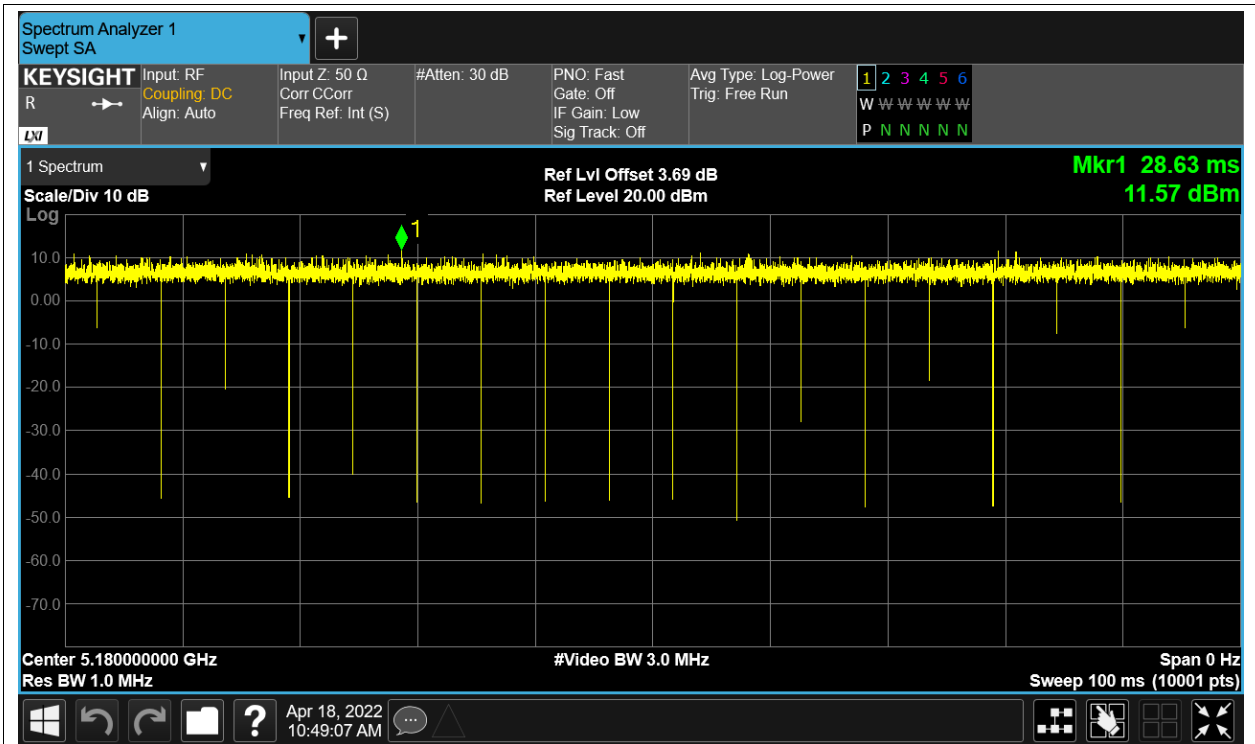 Spectrum Analyzer 1
Swept SA
+
KEYSIGHT
R
LXI
Input: RF
Coupling: DC
Align: Auto
Input Z: 50 Ω
Corr CCorr
Freq Ref: Int (S)
#Atten: 30 dB
PNO: Fast
Gate: Off
IF Gain: Low
Sig Track: Off
Avg Type: Log-Power
Trig: Free Run
1 2 3 4 5 6
W W W W W W
P N N N N N
1 Spectrum
Scale/Div 10 dB
Ref Lvl Offset 3.69 dB
Ref Level 20.00 dBm
Mkr1 28.63 ms
11.57 dBm
Log
1
10.0
0.00
-10.0
-20.0
-30.0
-40.0
-50.0
-60.0
-70.0
Center 5.180000000 GHz
Res BW 1.0 MHz
#Video BW 3.0 MHz
Span 0 Hz
Sweep 100 ms (10001 pts)
?
Apr 18, 2022
10:49:07 AM